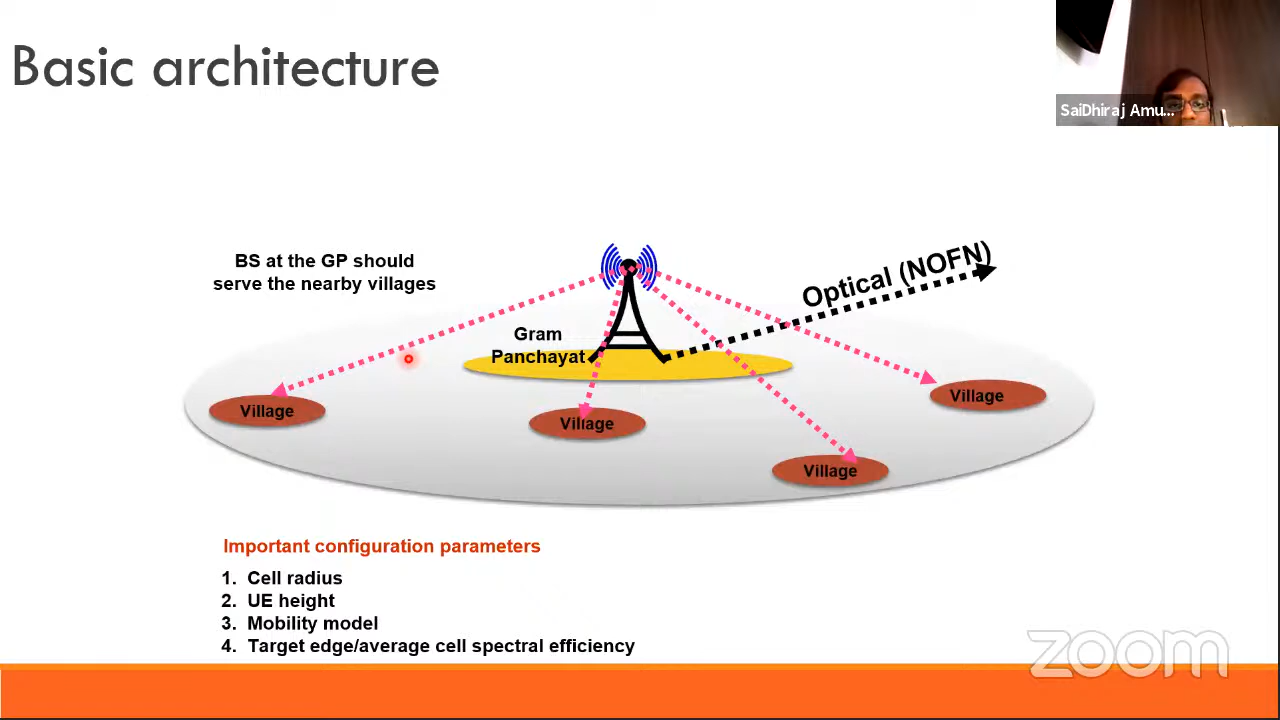 Basic architecture
SaiDhiraj Amu...
BS at the GP should
serve the nearby villages
Optical (NOFN)
Gram
Panchayat
Village
Village
Village
Village
Important configuration parameters
1. Cell radius
2. UE height
3. Mobility model
4. Target edge/average cell spectral efficiency
zoom